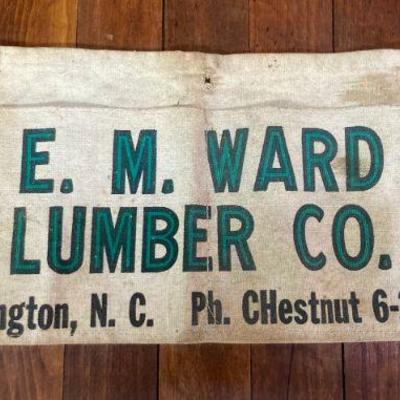 E. M. WARD
LUMBER CO.
ngton, N. C. Ph. CHestnut 6-